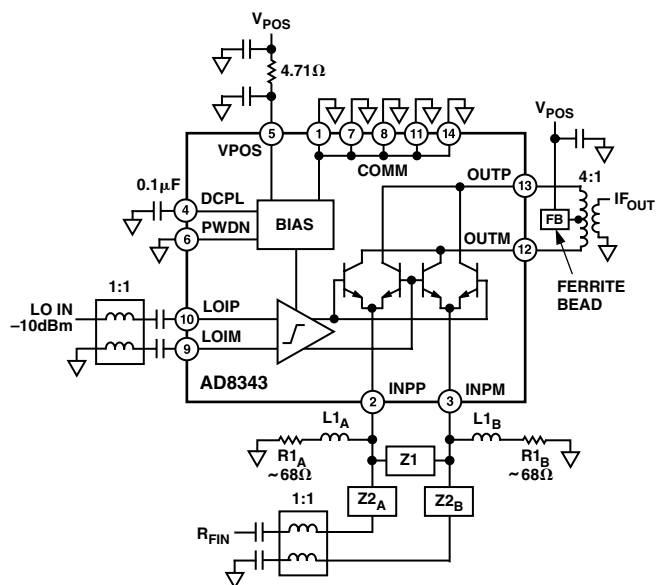 VPOS
4.71Ω
VPOS
5 1 7 8 11 14
VPOS
COMM
OUTP
13
4:1
0.1µF
4
DCPL
BIAS
FB
IFOUT
6
PWDN
OUTM
12
FERRITE
BEAD
1:1
LO IN
–10dBm
10
LOIP
9
LOIM
AD8343
INPP
INPM
2
3
L1A
L1B
R1A
~68Ω
Z1
R1B
~68Ω
1:1
Z2A
Z2B
RFIN